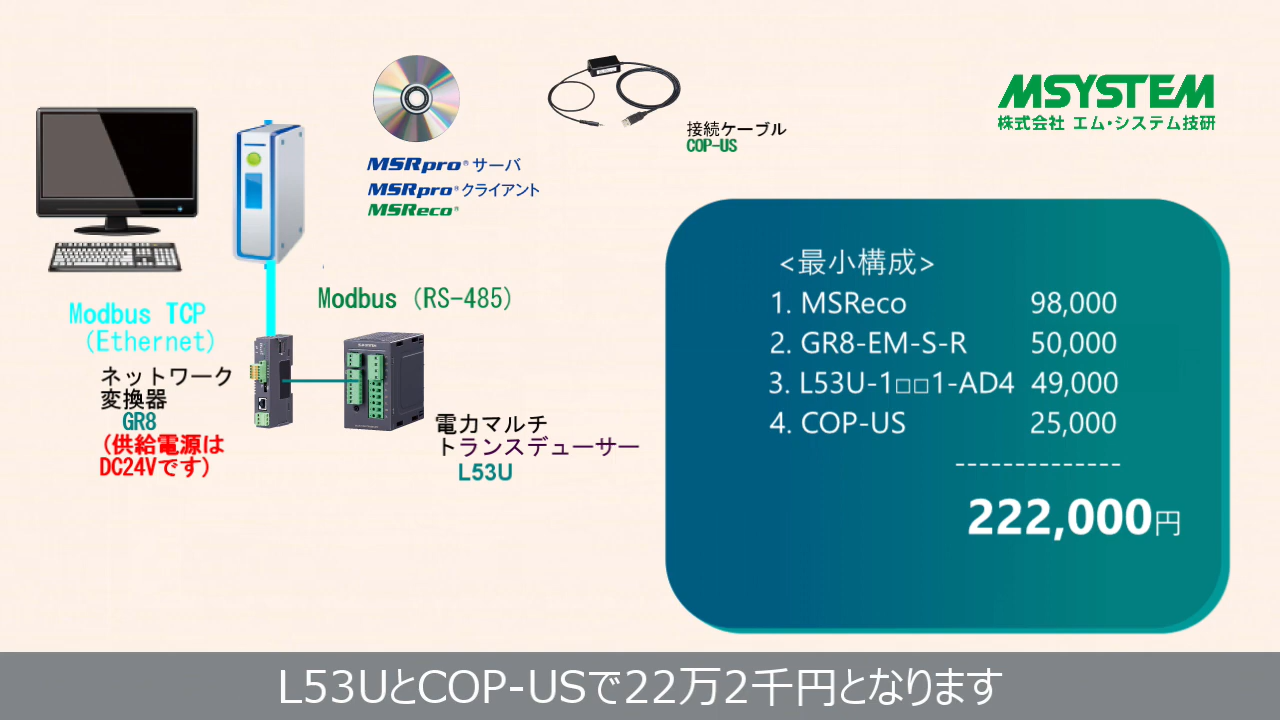 MSYSTEM
株式会社 エム・システム技研
接続ケーブル
COP-US
MSRpro® サーバ
MSRpro® クライアント
MSReco®
Modbus TCP
（Ethernet）
Modbus（RS-485）
ネットワーク
変換器
GR8
（供給電源は
DC24Vです）
電力マルチ
トランスデューサー
L53U
<最小構成>
1. MSReco 98,000
2. GR8-EM-S-R 50,000
3. L53U-1□□1-AD4 49,000
4. COP-US 25,000
--------------
222,000円
L53UとCOP-USで22万2千円となります